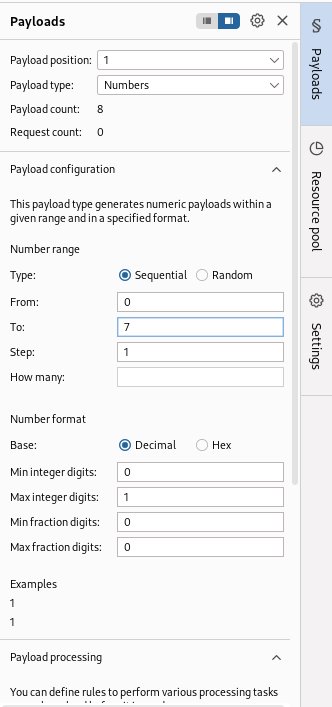 Payloads
Payload position: 1
Payload type: Numbers
Payload count: 8
Request count: 0
Payload configuration
This payload type generates numeric payloads within a
given range and in a specified format.
Number range
Type: Sequential Random
From: 0
To: 7
Step: 1
How many:
Number format
Base: Decimal Hex
Min integer digits: 0
Max integer digits: 1
Min fraction digits: 0
Max fraction digits: 0
Examples
1
1
Payload processing
You can define rules to perform various processing tasks
Payloads
Resource pool
Settings